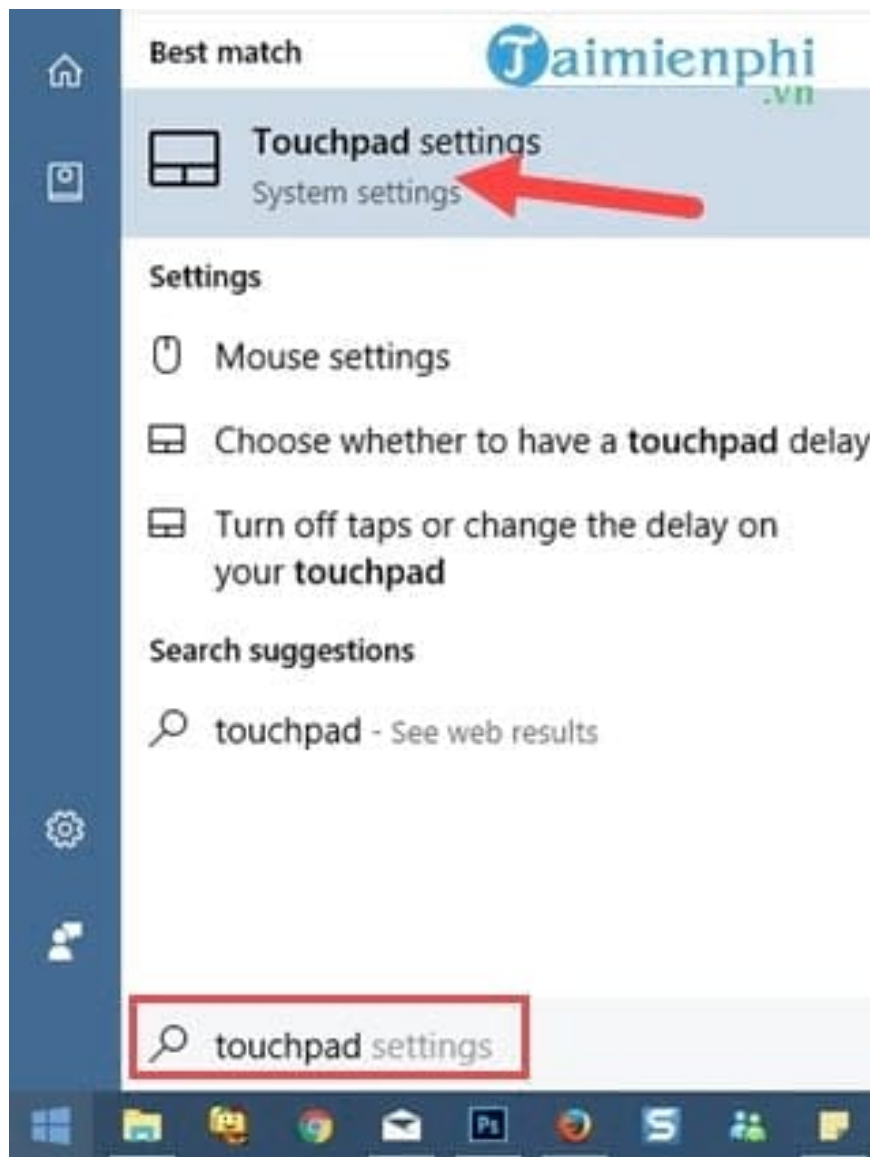 Best match
Taimienphi
.vn
Touchpad settings
System settings
Settings
Mouse settings
Choose whether to have a touchpad delay
Turn off taps or change the delay on
your touchpad
Search suggestions
touchpad - See web results
touchpad settings
Ps
S